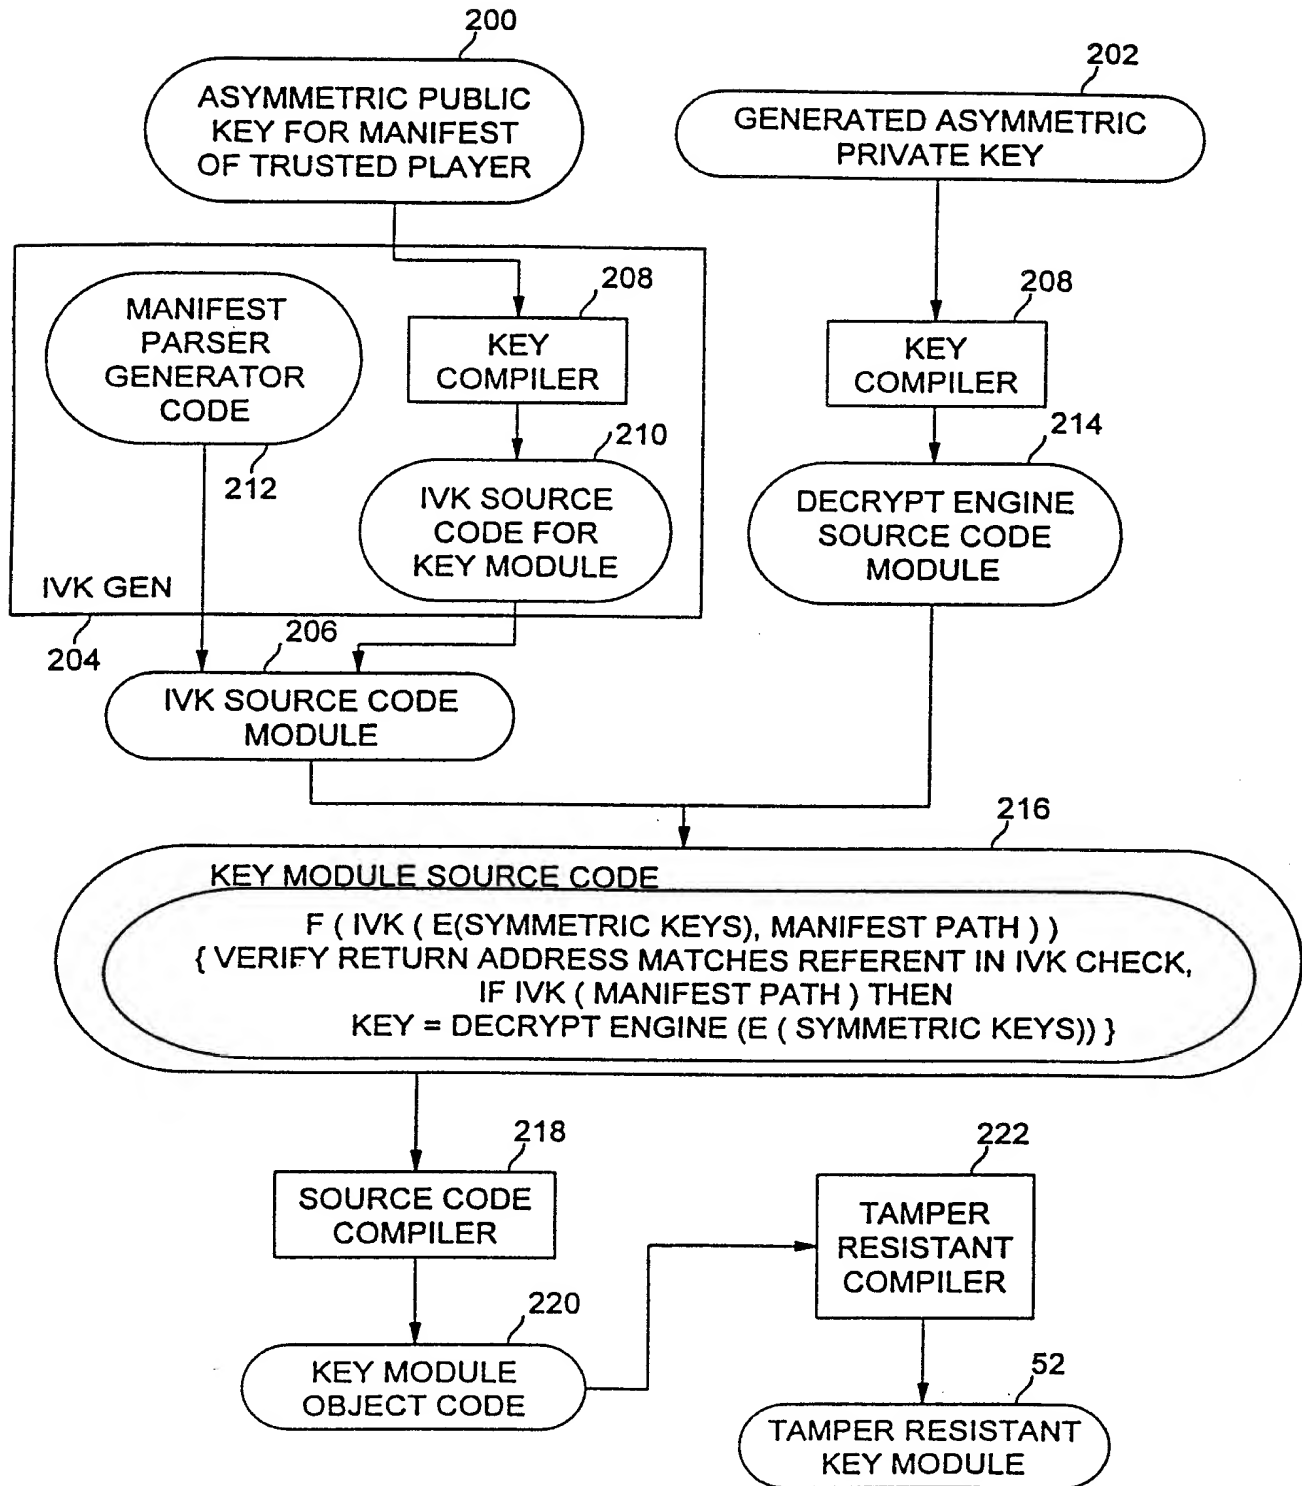 200
ASYMMETRIC PUBLIC
KEY FOR MANIFEST
OF TRUSTED PLAYER
202
GENERATED ASYMMETRIC
PRIVATE KEY
MANIFEST
PARSER
GENERATOR
CODE
212
208
KEY
COMPILER
210
IVK SOURCE
CODE FOR
KEY MODULE
IVK GEN
204
208
KEY
COMPILER
214
DECRYPT ENGINE
SOURCE CODE
MODULE
206
IVK SOURCE CODE
MODULE
216
KEY MODULE SOURCE CODE
F ( IVK ( E(SYMMETRIC KEYS), MANIFEST PATH ) )
{ VERIFY RETURN ADDRESS MATCHES REFERENT IN IVK CHECK,
IF IVK ( MANIFEST PATH ) THEN
KEY = DECRYPT ENGINE (E ( SYMMETRIC KEYS)) }
218
SOURCE CODE
COMPILER
220
KEY MODULE
OBJECT CODE
222
TAMPER
RESISTANT
COMPILER
52
TAMPER RESISTANT
KEY MODULE